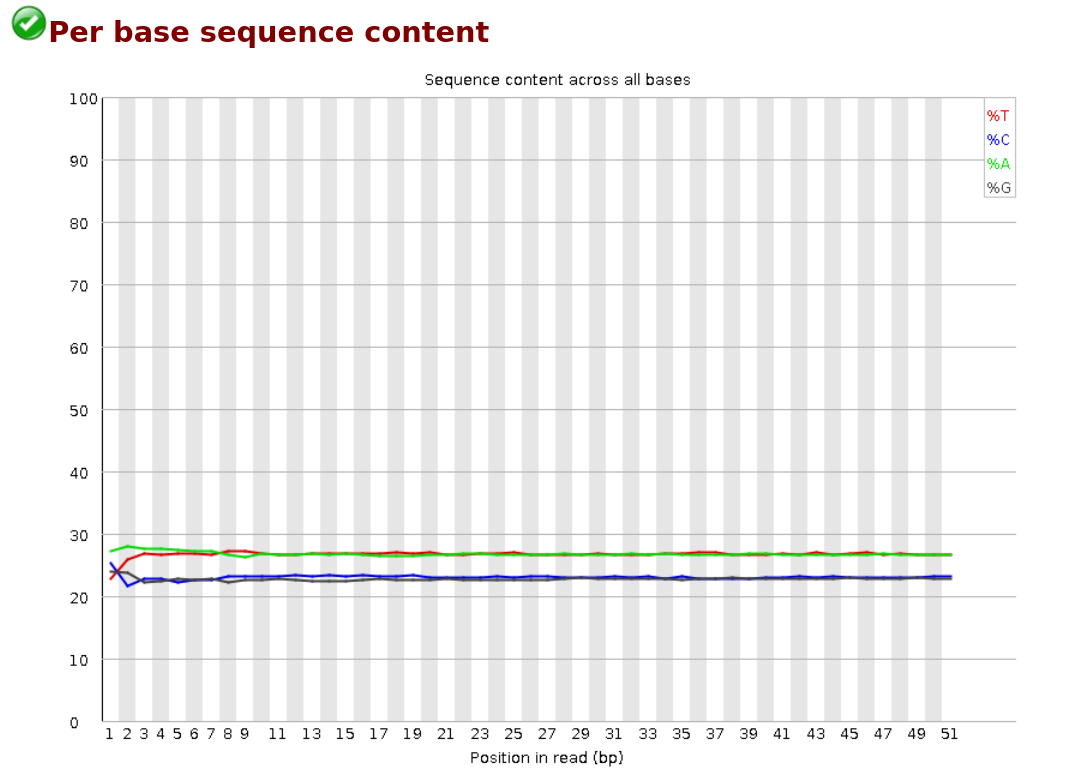 Per base sequence content
Sequence content across all bases
100
90
80
70
60
50
40
30
20
10
0
%T
%C
%A
%G
1 2 3 4 5 6 7 8 9 11 13 15 17 19 21 23 25 27 29 31 33 35 37 39 41 43 45 47 49 51
Position in read (bp)